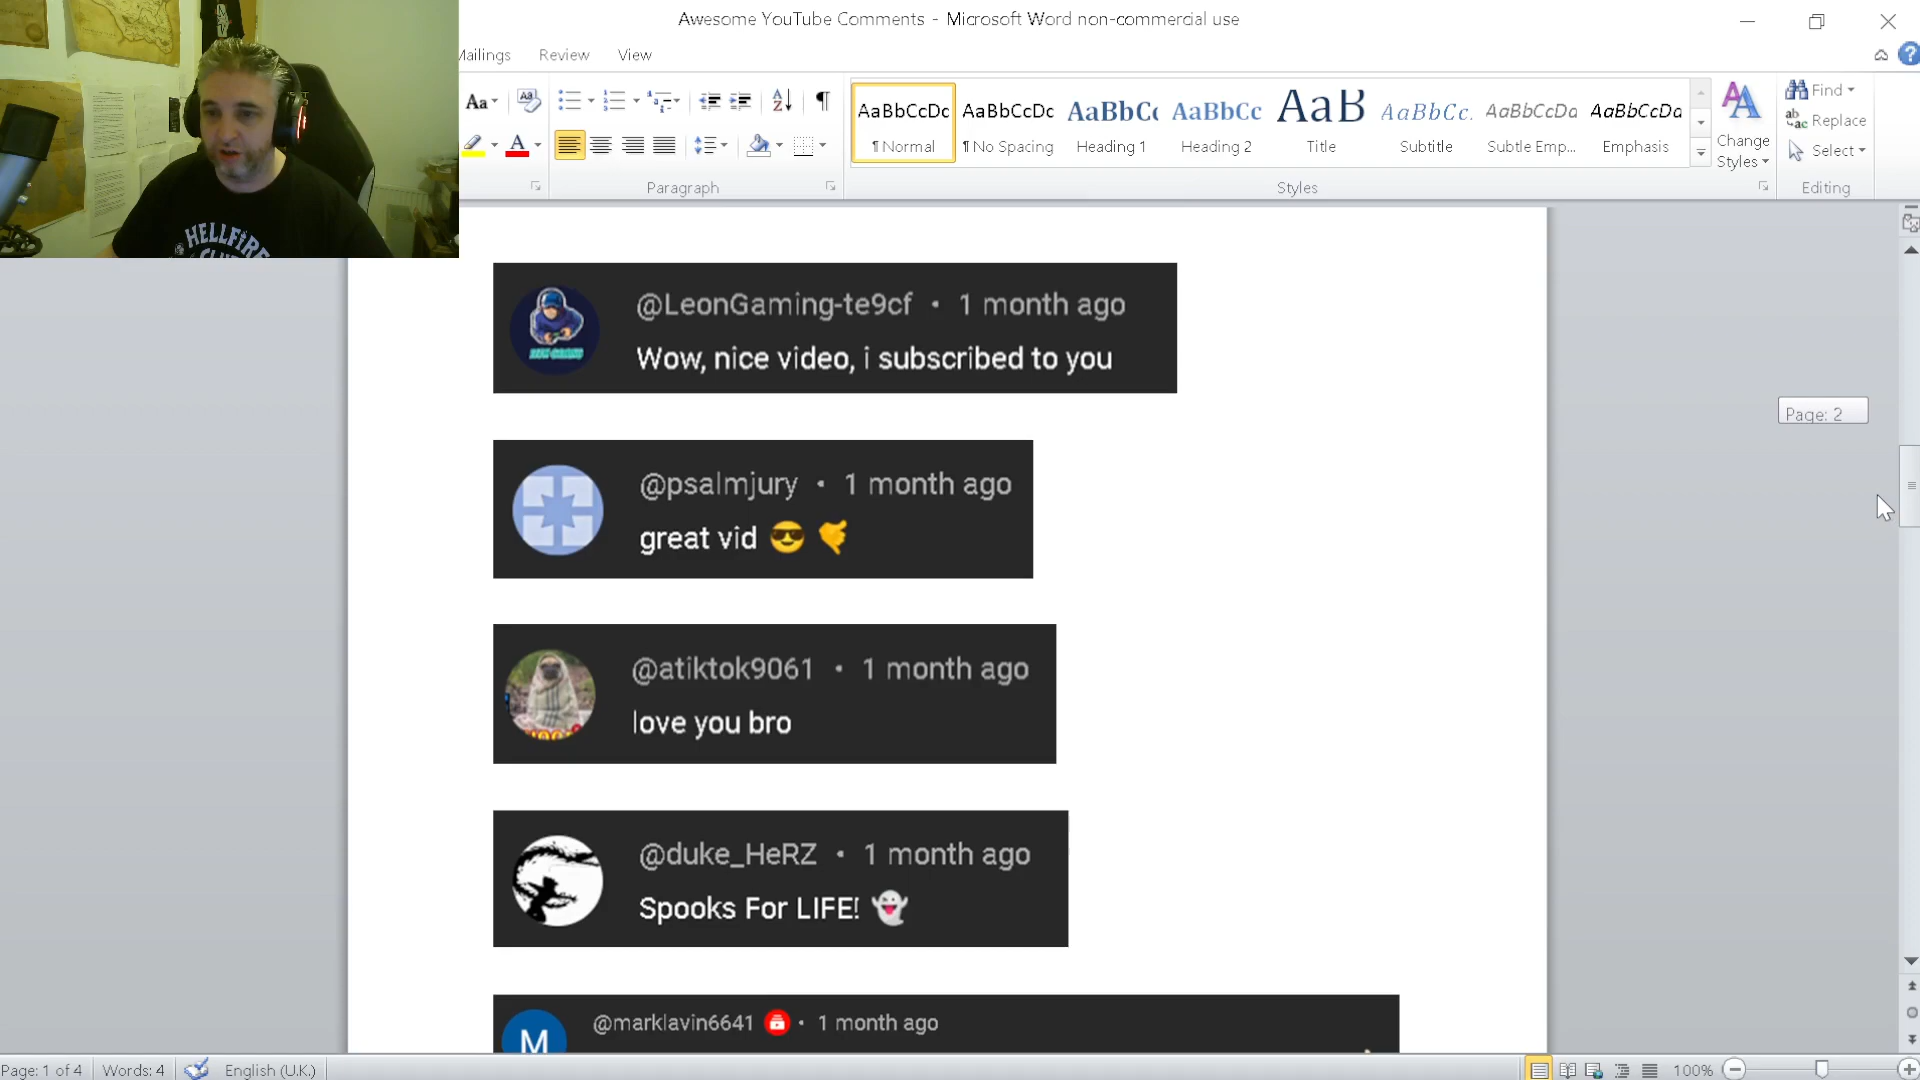 Awesome YouTube Comments - Microsoft Word non-commercial use
Mailings Review View
Aa
Paragraph
AaBbCcDc AaBbCcDc AaBbCc AaBbCc AaB AaBbCc. AaBbCcDa AaBbCcDa
¶ Normal ¶ No Spacing Heading 1 Heading 2 Title Subtitle Subtle Emp... Emphasis
Change
Styles
Styles
Find
Replace
Select
Editing
HELLFIRE
@LeonGaming-te9cf • 1 month ago
Wow, nice video, i subscribed to you
@psalmjury • 1 month ago
great vid 😎 🤙
@atiktok9061 • 1 month ago
love you bro
@duke_HeRZ • 1 month ago
Spooks For LIFE! 👻
M
@marklavin6641 • 1 month ago
Page: 2
Page: 1 of 4 Words: 4 English (U.K.) 100%